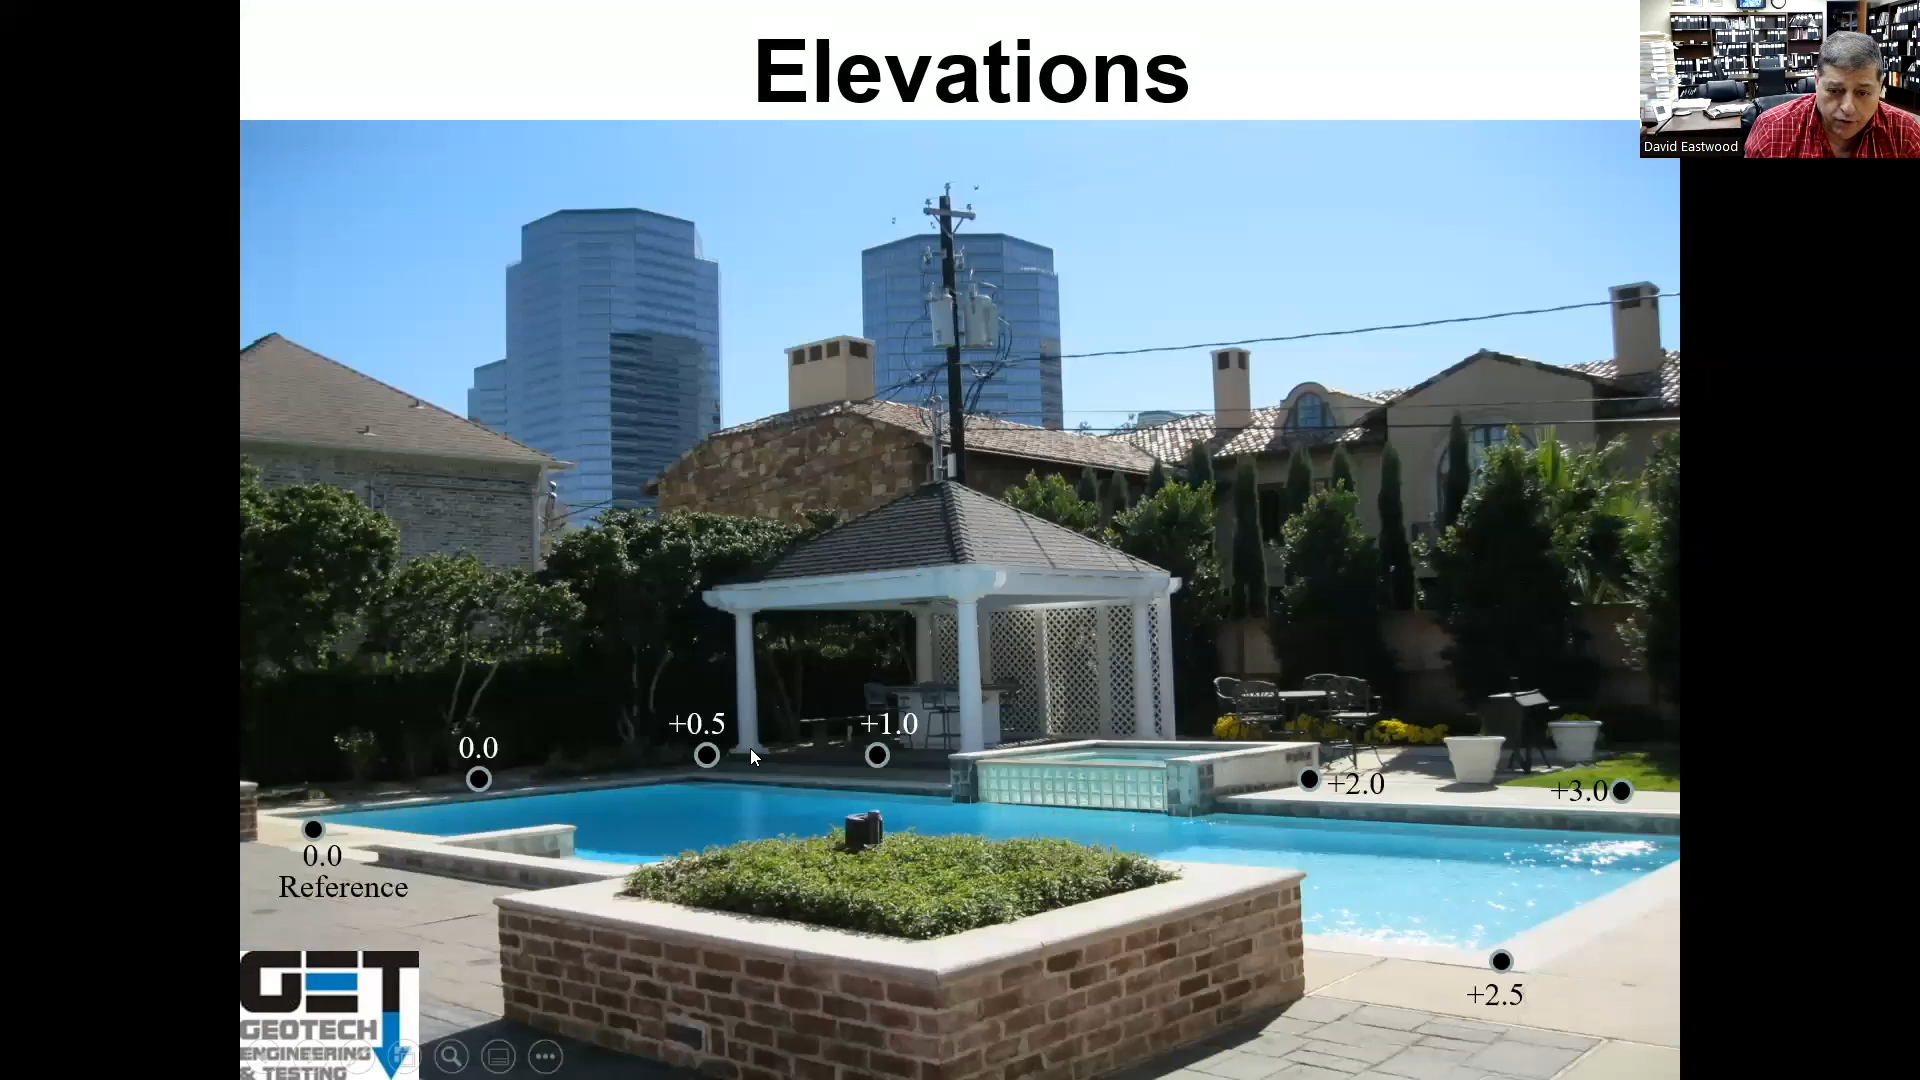 Elevations
David Eastwood
0.0
+0.5
+1.0
+2.0
+3.0
0.0
Reference
+2.5
GET
GEOTECH
ENGINEERING
& TESTING